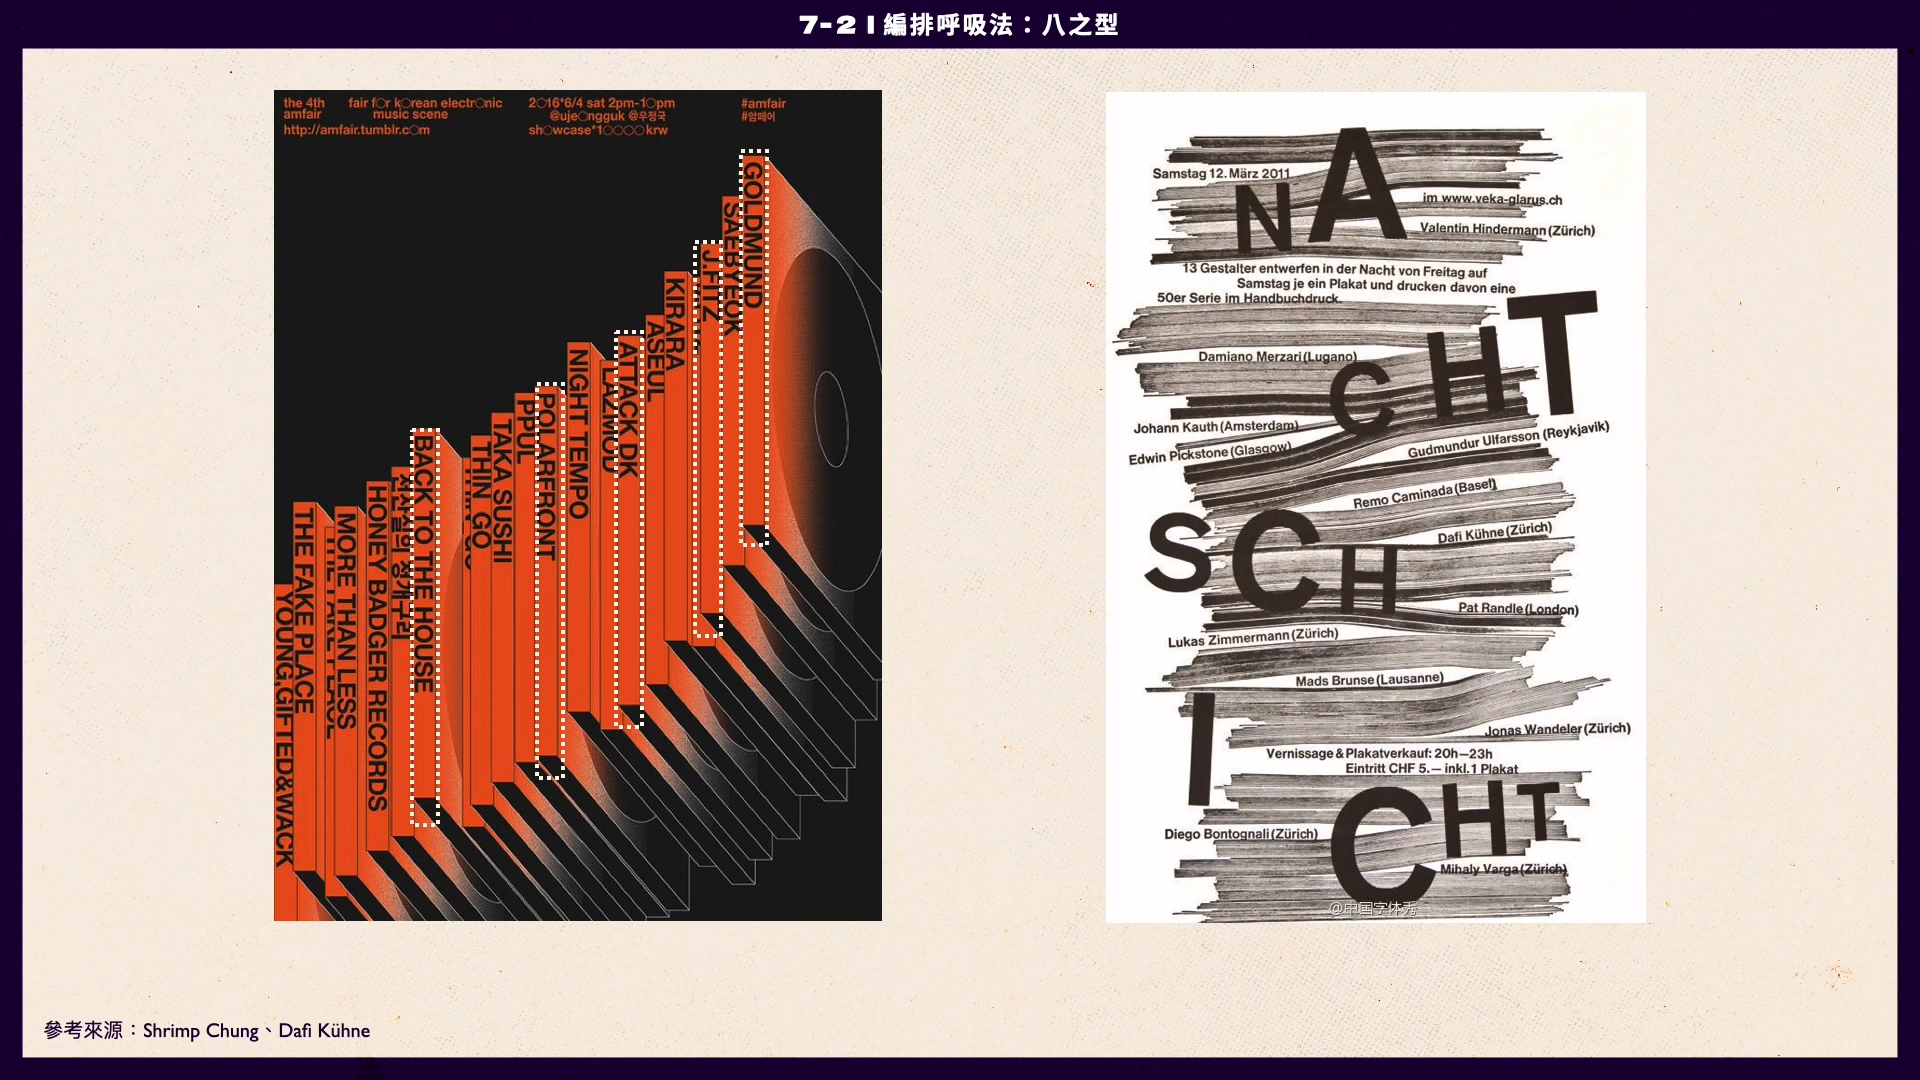 7-2 | 編排呼吸法：八之型
the 4th
amfair
http://amfair.tumblr.com
fair for korean electronic
music scene
2016*6/4 sat 2pm-10pm
@ujeongguk @우정국
showcase*10000krw
#amfair
#암페어
YOUNG,GIFTED&WACK
THE FAKE PLACE
MORE THAN LESS
HONEY BADGER RECORDS
BACK TO THE HOUSE
THIN GO
TAKA SUSHI
PPUL
POLARFRONT
NIGHT TEMPO
LAZMOD
ATTACK DK
ASEUL
KIRARA
J.FITZ
SAEBYEOK
GOLDMUND
NA
Samstag 12. März 2011
im www.veka-glarus.ch
Valentin Hindermann (Zürich)
13 Gestalter entwerfen in der Nacht von Freitag auf
Samstag je ein Plakat und drucken davon eine
50er Serie im Handbuchdruck.
CHT
Damiano Merzari (Lugano)
Johann Kauth (Amsterdam)
Edwin Pickstone (Glasgow)
Gudmundur Ulfarsson (Reykjavik)
Remo Caminada (Basel)
SCH
Dafi Kühne (Zürich)
Pat Randle (London)
Lukas Zimmermann (Zürich)
Mads Brunse (Lausanne)
I
Jonas Wandeler (Zürich)
Vernissage & Plakatverkauf: 20h—23h
Eintritt CHF 5.— inkl. 1 Plakat
CHT
Diego Bontognali (Zürich)
Mihaly Varga (Zürich)
@中国字体秀
參考來源：Shrimp Chung、Dafi Kühne